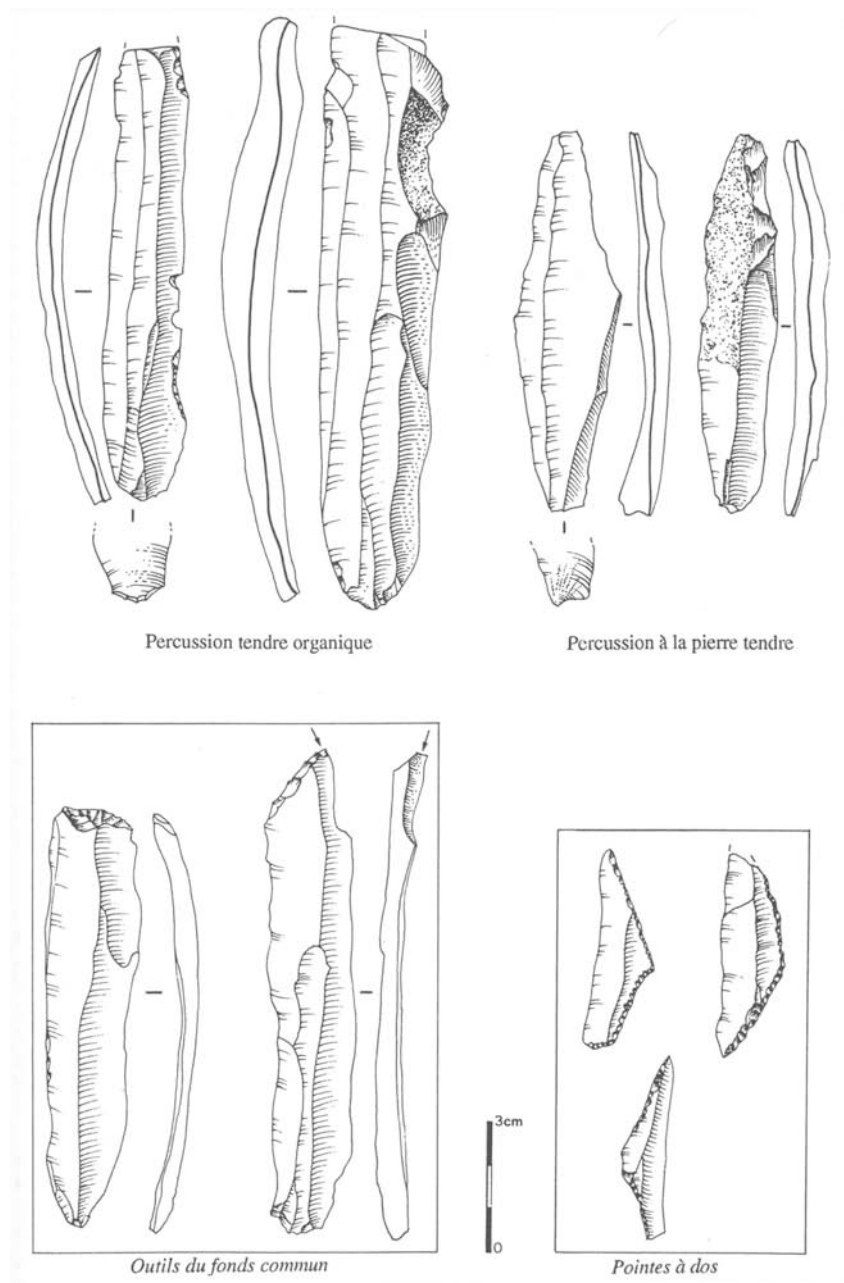 Percussion tendre organique
Percussion à la pierre tendre
3cm
0
Outils du fonds commun
Pointes à dos